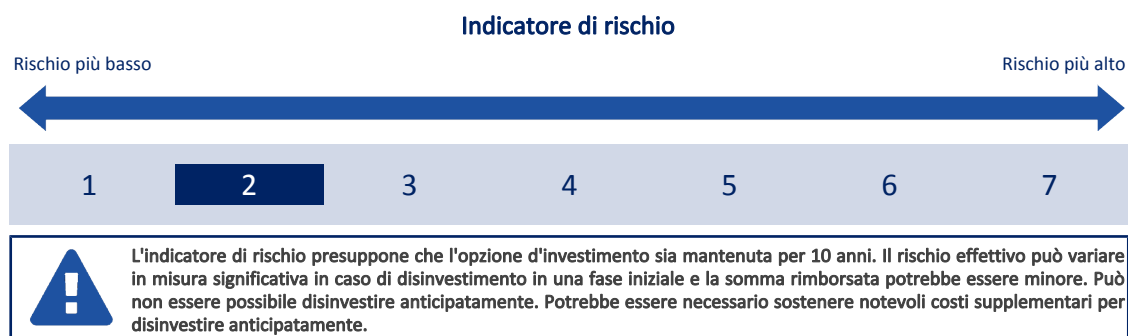 Indicatore di rischio
Rischio più basso
Rischio più alto
1 2 3 4 5 6 7
L'indicatore di rischio presuppone che l'opzione d'investimento sia mantenuta per 10 anni. Il rischio effettivo può variare
in misura significativa in caso di disinvestimento in una fase iniziale e la somma rimborsata potrebbe essere minore. Può
non essere possibile disinvestire anticipatamente. Potrebbe essere necessario sostenere notevoli costi supplementari per
disinvestire anticipatamente.